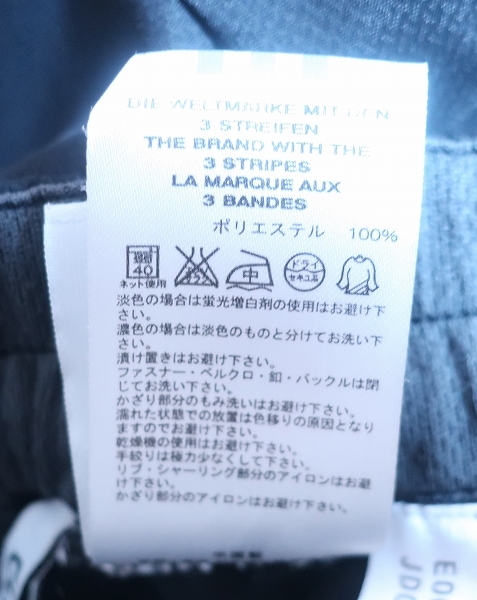 DIE WELTMARKE MIT DEN
3 STREIFEN
THE BRAND WITH THE
3 STRIPES
LA MARQUE AUX
3 BANDES
ポリエステル 100%
40
中
ドライ
セキユ系
ネット使用
淡色の場合は蛍光増白剤の使用はお避け下
さい。
濃色の場合は淡色のものと分けてお洗い下
さい。
漬け置きはお避け下さい。
ファスナー・ベルクロ・釦・バックルは閉
じてお洗い下さい。
かざり部分のもみ洗いはお避け下さい。
濡れた状態での放置は色移りの原因となり
ますのでお避け下さい。
乾燥機の使用はお避け下さい。
手絞りは極力少なくして下さい。
リブ・シャーリング部分のアイロンはお避
け下さい。
かざり部分のアイロンはお避け下さい。